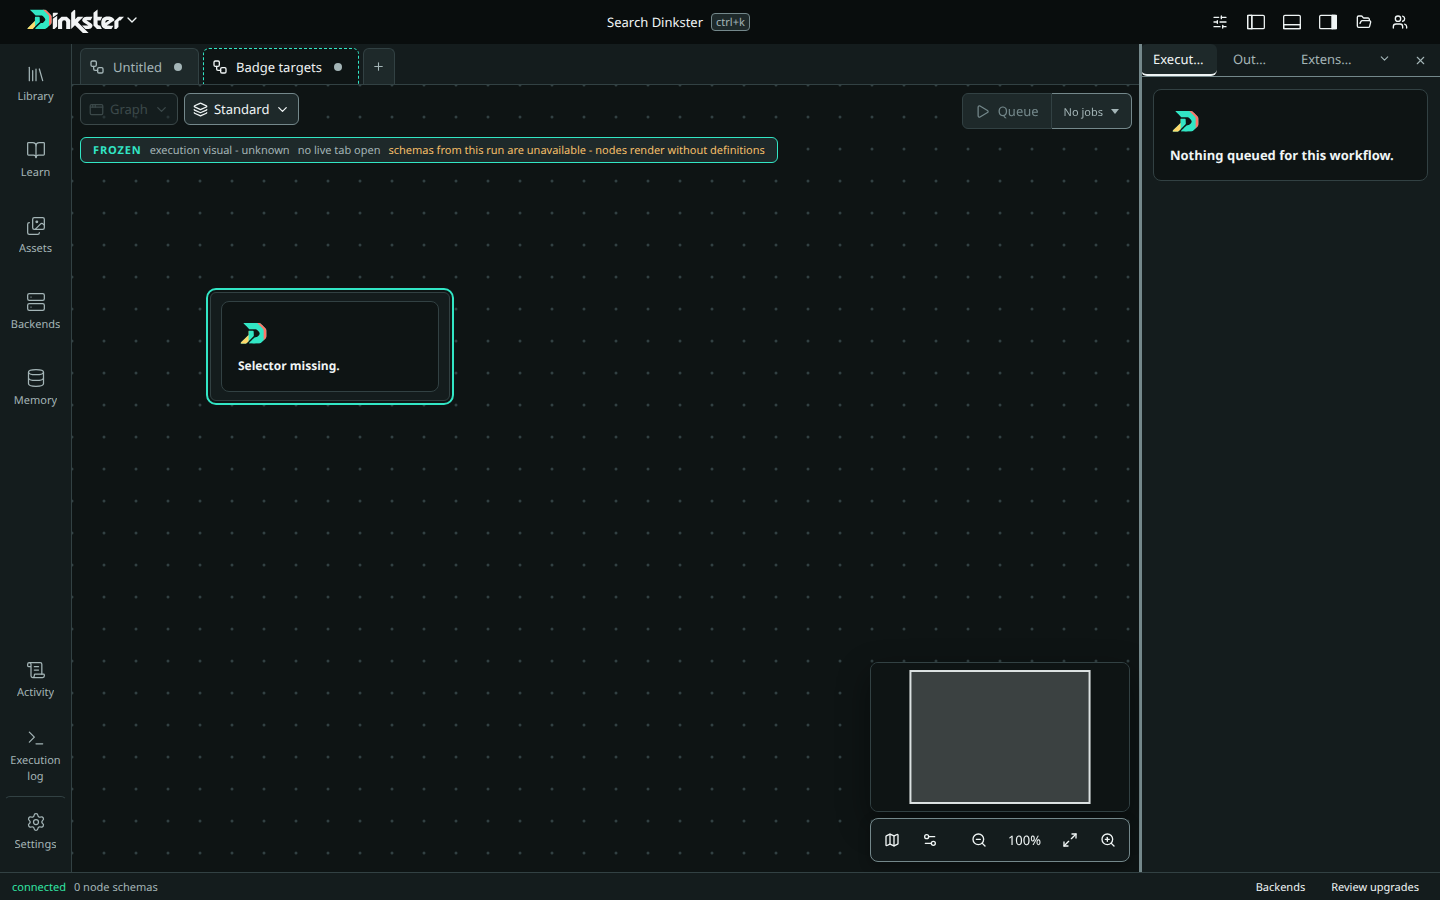 Dinkster
Search Dinkster ctrl+k
Library
Learn
Assets
Backends
Memory
Activity
Execution
log
Settings
Untitled
Badge targets
Graph
Standard
Queue
No jobs
FROZEN execution visual - unknown no live tab open schemas from this run are unavailable - nodes render without definitions
Selector missing.
100%
Execut...
Out...
Extens...
Nothing queued for this workflow.
connected 0 node schemas
Backends
Review upgrades